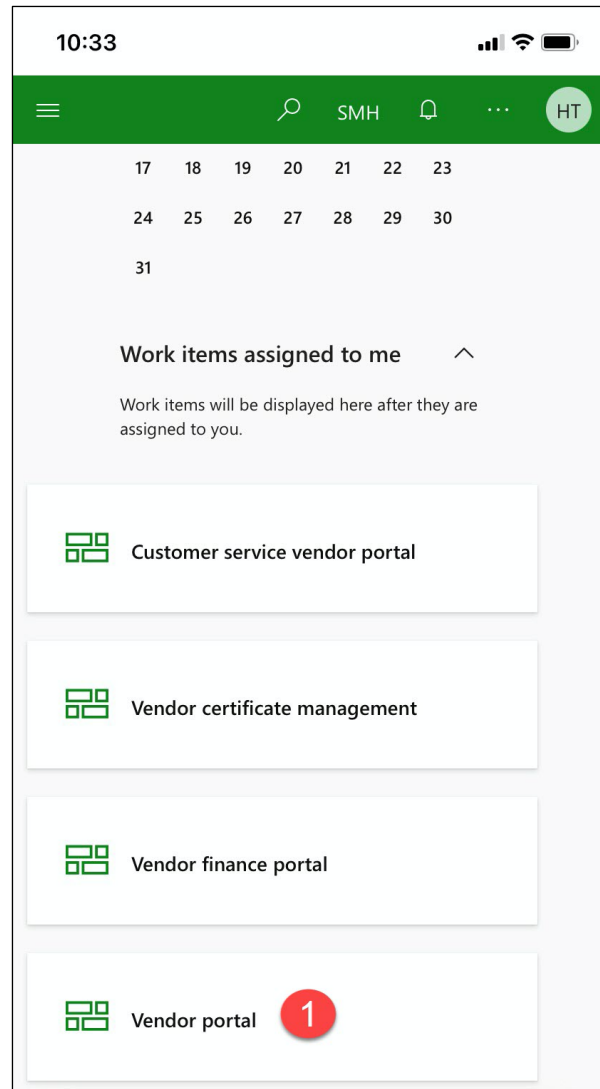 10:33
SMH HT
17 18 19 20 21 22 23
24 25 26 27 28 29 30
31
Work items assigned to me
Work items will be displayed here after they are
assigned to you.
Customer service vendor portal
Vendor certificate management
Vendor finance portal
Vendor portal 1